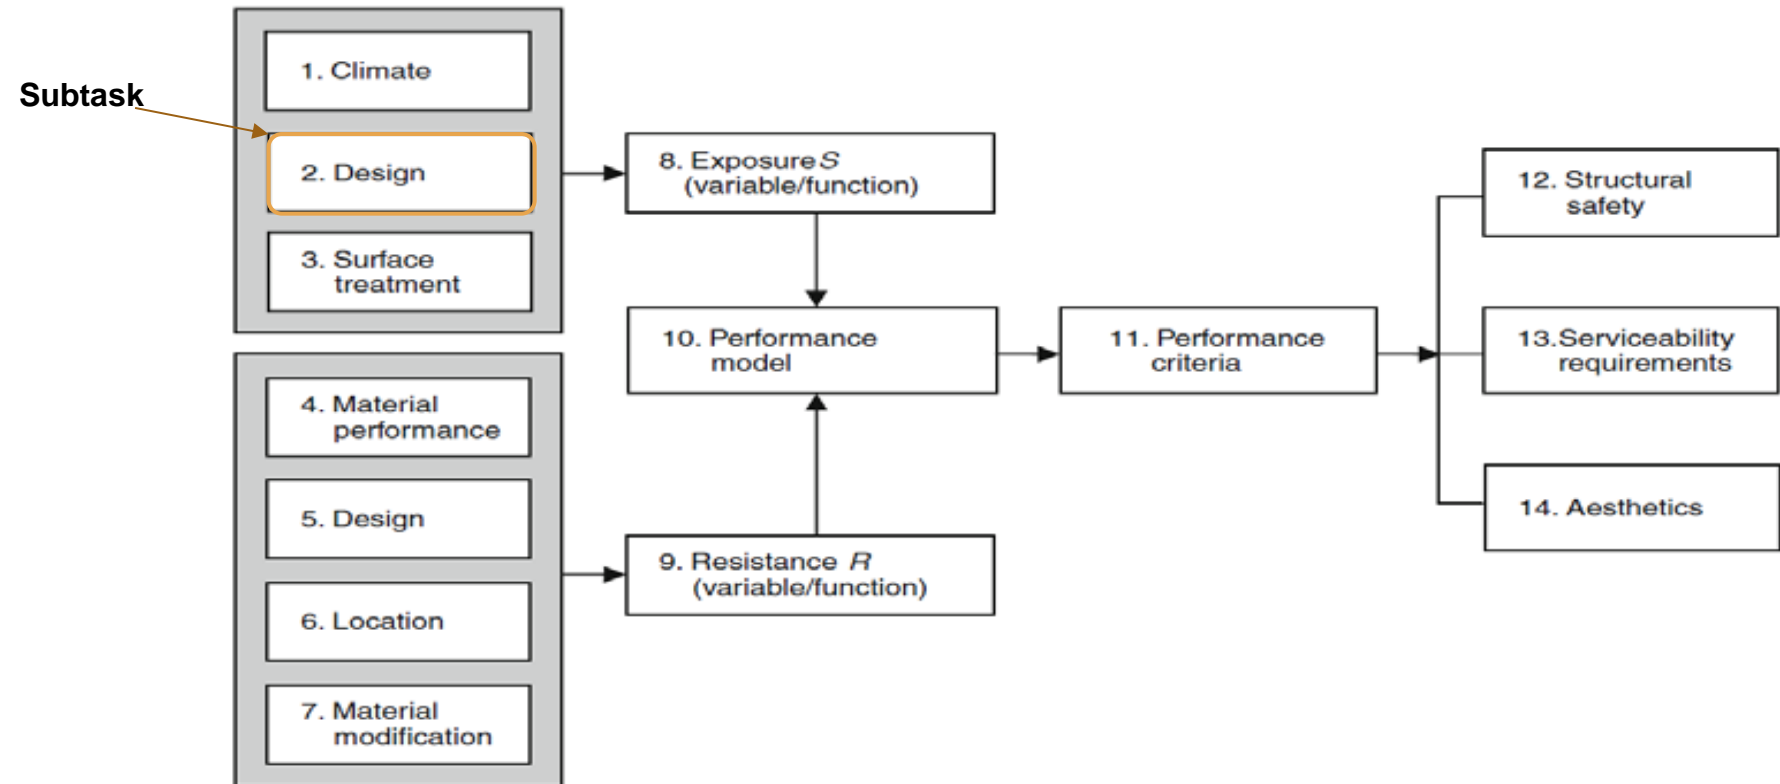 Subtask
1. Climate
2. Design
3. Surface
treatment
4. Material
performance
5. Design
6. Location
7. Material
modification
8. Exposure S
(variable/function)
9. Resistance R
(variable/function)
10. Performance
model
11. Performance
criteria
12. Structural
safety
13.Serviceability
requirements
14. Aesthetics